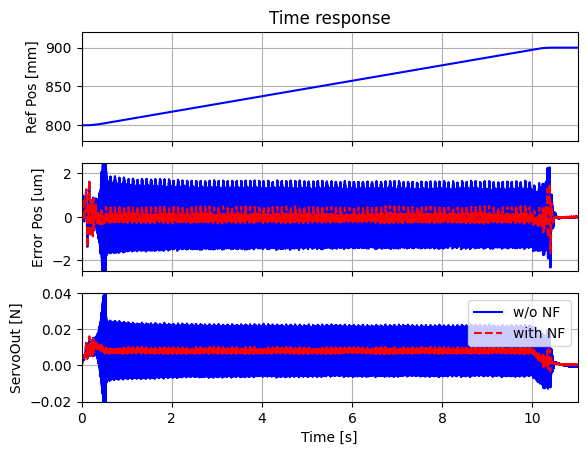 Time response
Ref Pos [mm]
900
850
800
Error Pos [um]
2
0
−2
ServoOut [N]
0.04
0.02
0.00
−0.02
w/o NF
with NF
0 2 4 6 8 10
Time [s]